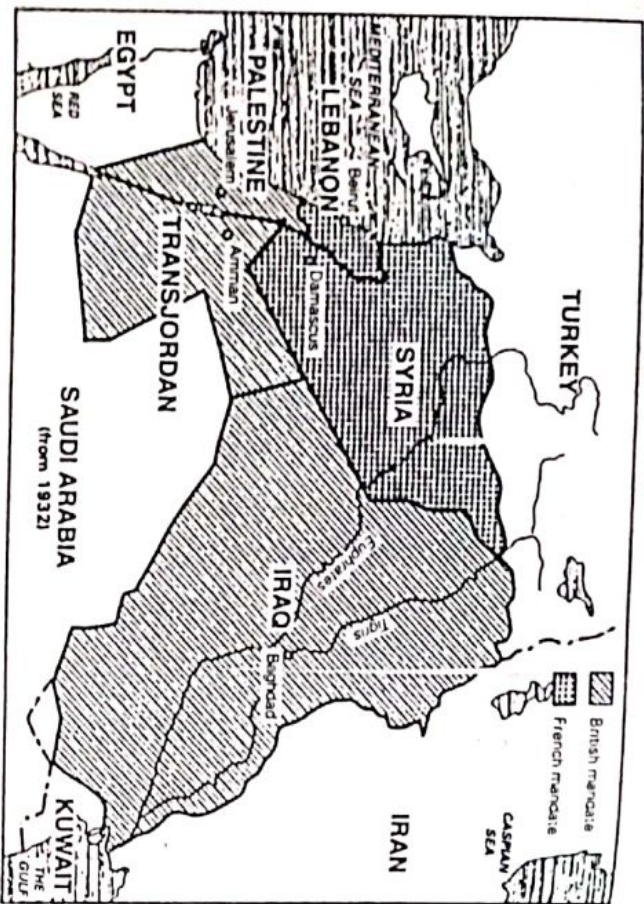 TURKEY
CASPIAN
SEA
British mandate
French mandate
MEDITERRANEAN
SEA
SYRIA
LEBANON
Beirut
Damascus
Euphrates
Tigris
IRAQ
Baghdad
IRAN
PALESTINE
Jerusalem
Amman
TRANSJORDAN
EGYPT
RED
SEA
SAUDI ARABIA
(from 1932)
KUWAIT
THE
GULF